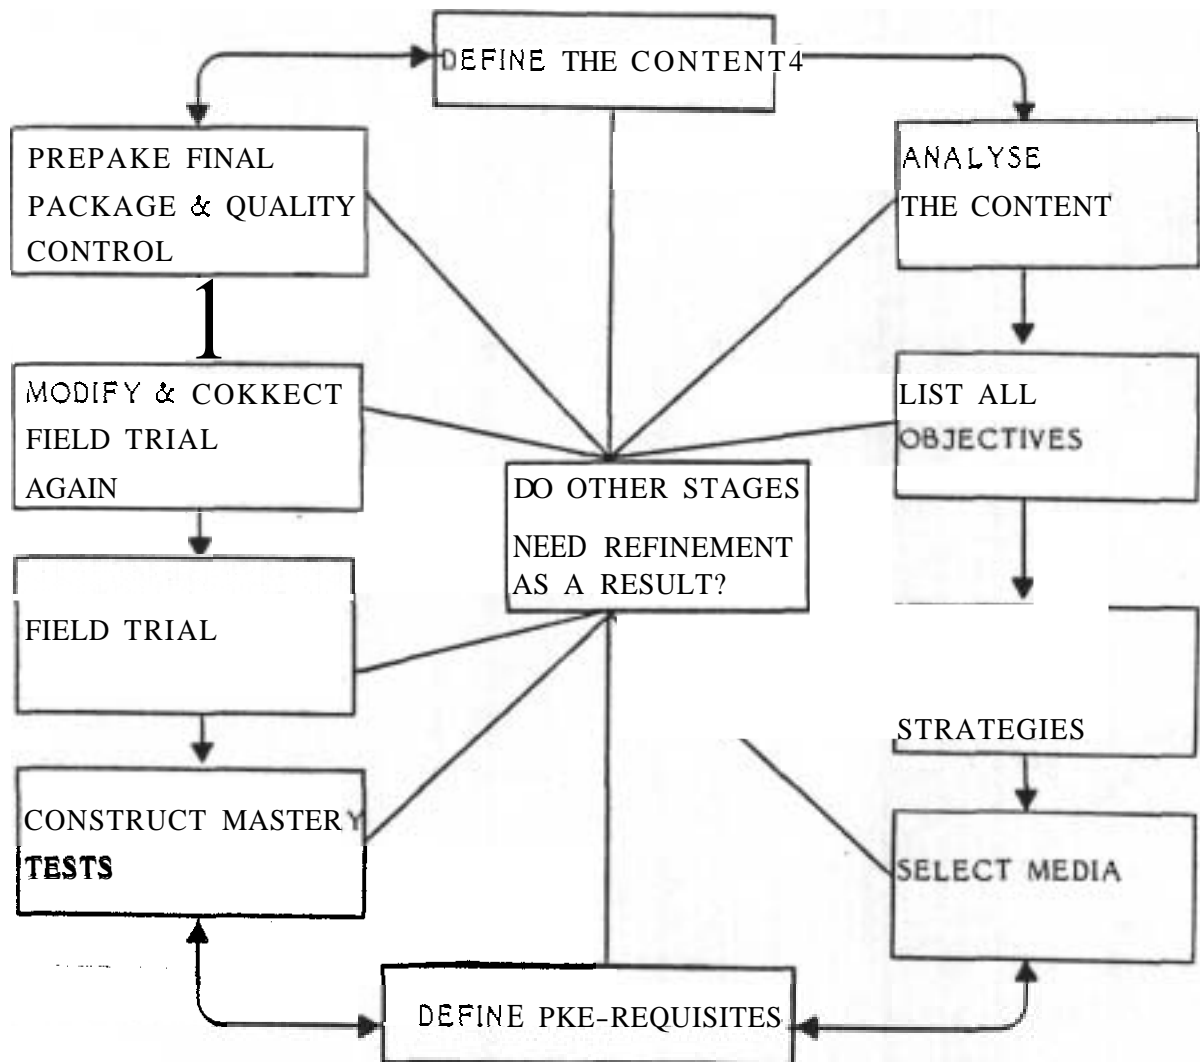 DEFINE THE CONTENT4
PREPAKE FINAL
PACKAGE & QUALITY
CONTROL
1
ANALYSE
THE CONTENT
MODIFY & COKKECT
FIELD TRIAL
AGAIN
LIST ALL
OBJECTIVES
DO OTHER STAGES
NEED REFINEMENT
AS A RESULT?
FIELD TRIAL
STRATEGIES
CONSTRUCT MASTERY
TESTS
SELECT MEDIA
DEFINE PKE-REQUISITES